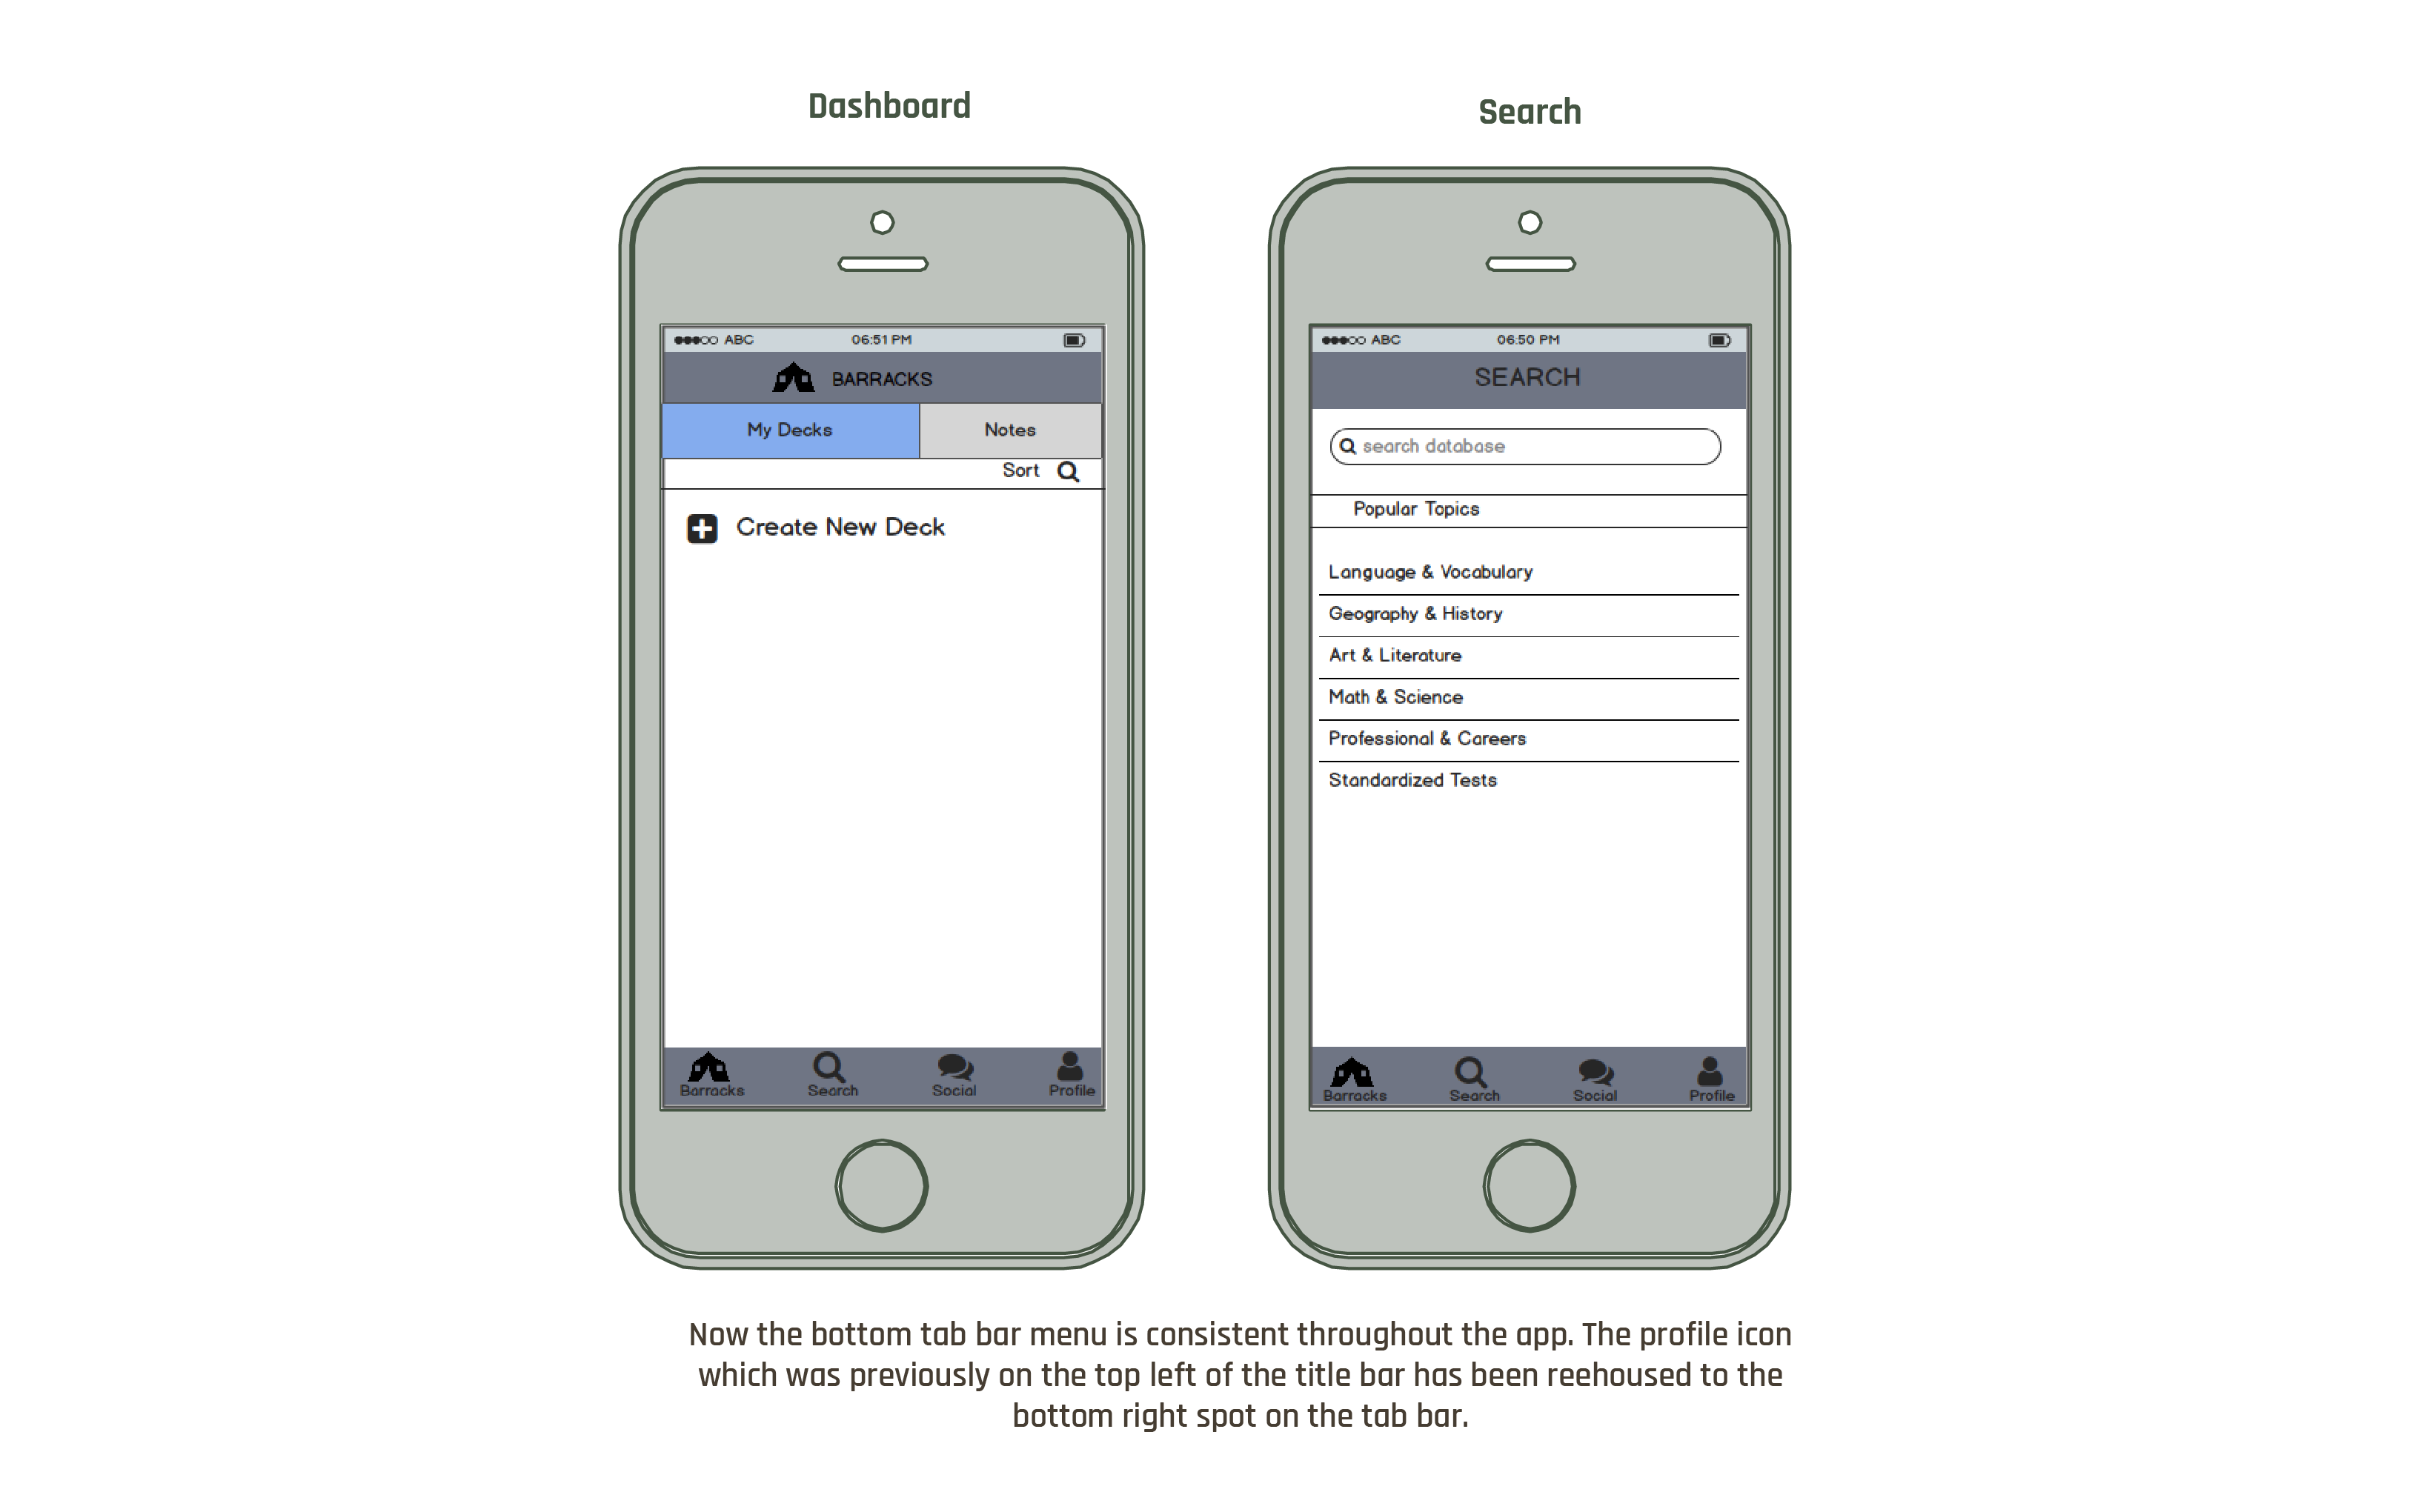 Dashboard
ABC 06:51 PM
BARRACKS
My Decks Notes
Sort
Create New Deck
Barracks Search Social Profile
Search
ABC 06:50 PM
SEARCH
search database
Popular Topics
Language & Vocabulary
Geography & History
Art & Literature
Math & Science
Professional & Careers
Standardized Tests
Barracks Search Social Profile
Now the bottom tab bar menu is consistent throughout the app. The profile icon
which was previously on the top left of the title bar has been reehoused to the
bottom right spot on the tab bar.